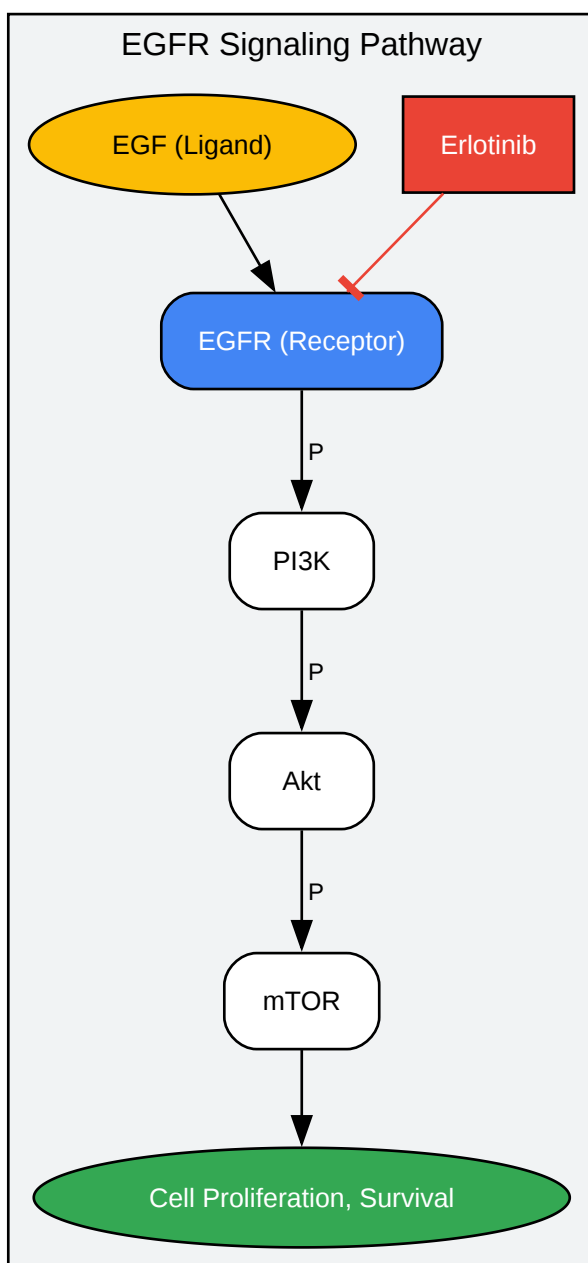 EGFR Signaling Pathway
EGF (Ligand)
Erlotinib
EGFR (Receptor)
P
PI3K
P
Akt
P
mTOR
Cell Proliferation, Survival